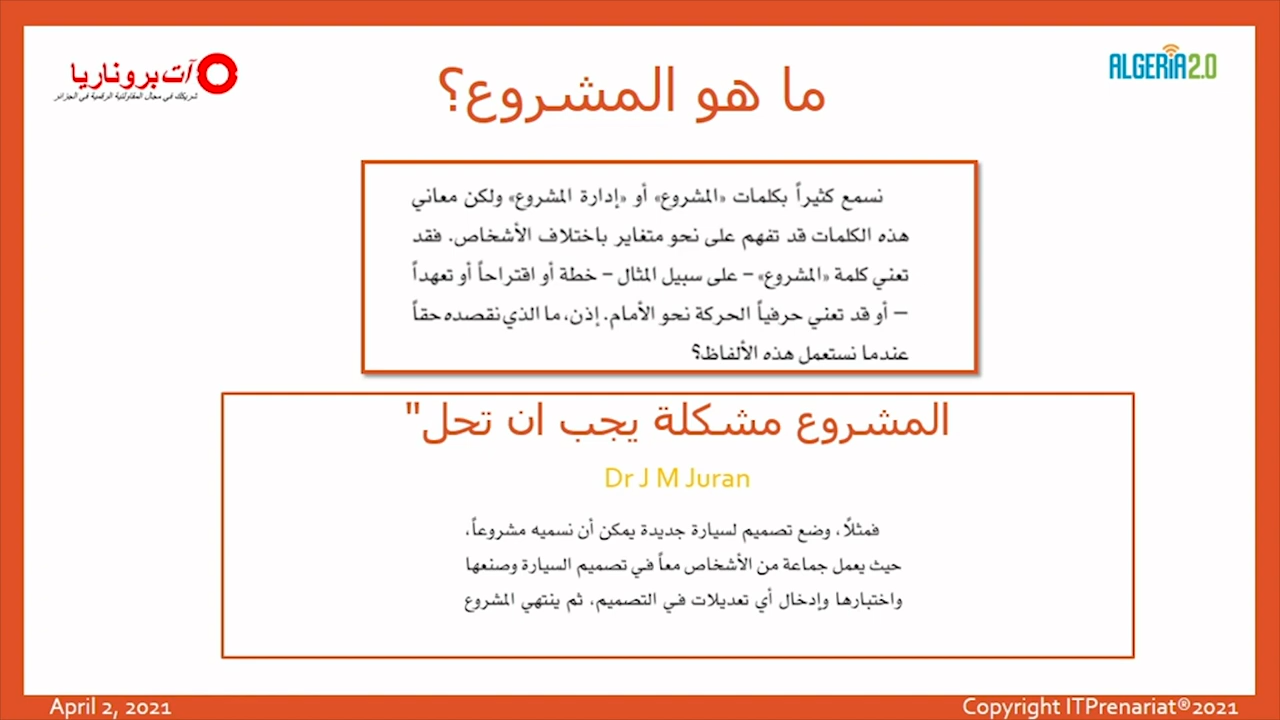 آت بروناريا
شريكك في مجال المقاولاتية الرقمية في الجزائر
ALGERIA2.0
ما هو المشروع؟
نسمع كثيراً بكلمات «المشروع» أو «إدارة المشروع» ولكن معاني
هذه الكلمات قد تفهم على نحو متغاير باختلاف الأشخاص. فقد
تعني كلمة «المشروع» – على سبيل المثال – خطة أو اقتراحاً أو تعهداً
– أو قد تعني حرفياً الحركة نحو الأمام. إذن، ما الذي نقصده حقاً
عندما نستعمل هذه الألفاظ؟
المشروع مشكلة يجب ان تحل"
Dr J M Juran
فمثلاً، وضع تصميم لسيارة جديدة يمكن أن نسميه مشروعاً،
حيث يعمل جماعة من الأشخاص معاً في تصميم السيارة وصنعها
واختبارها وإدخال أي تعديلات في التصميم، ثم ينتهي المشروع
April 2, 2021
Copyright ITPrenariat®2021